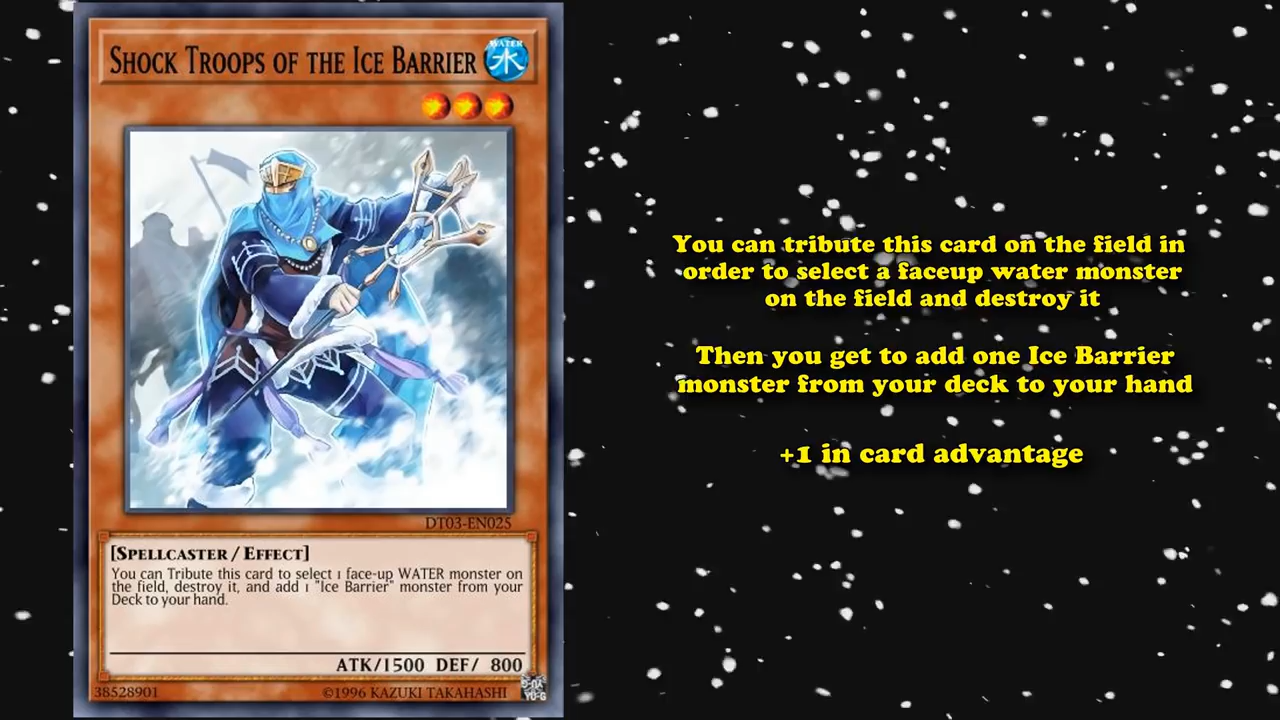 SHOCK TROOPS OF THE ICE BARRIER
WATER
水
DT03-EN025
[SPELLCASTER / EFFECT]
You can Tribute this card to select 1 face-up WATER monster on
the field, destroy it, and add 1 "Ice Barrier" monster from your
Deck to your hand.
ATK/1500 DEF/ 800
38528901
©1996 KAZUKI TAKAHASHI
You can tribute this card on the field in
order to select a faceup water monster
on the field and destroy it
Then you get to add one Ice Barrier
monster from your deck to your hand
+1 in card advantage